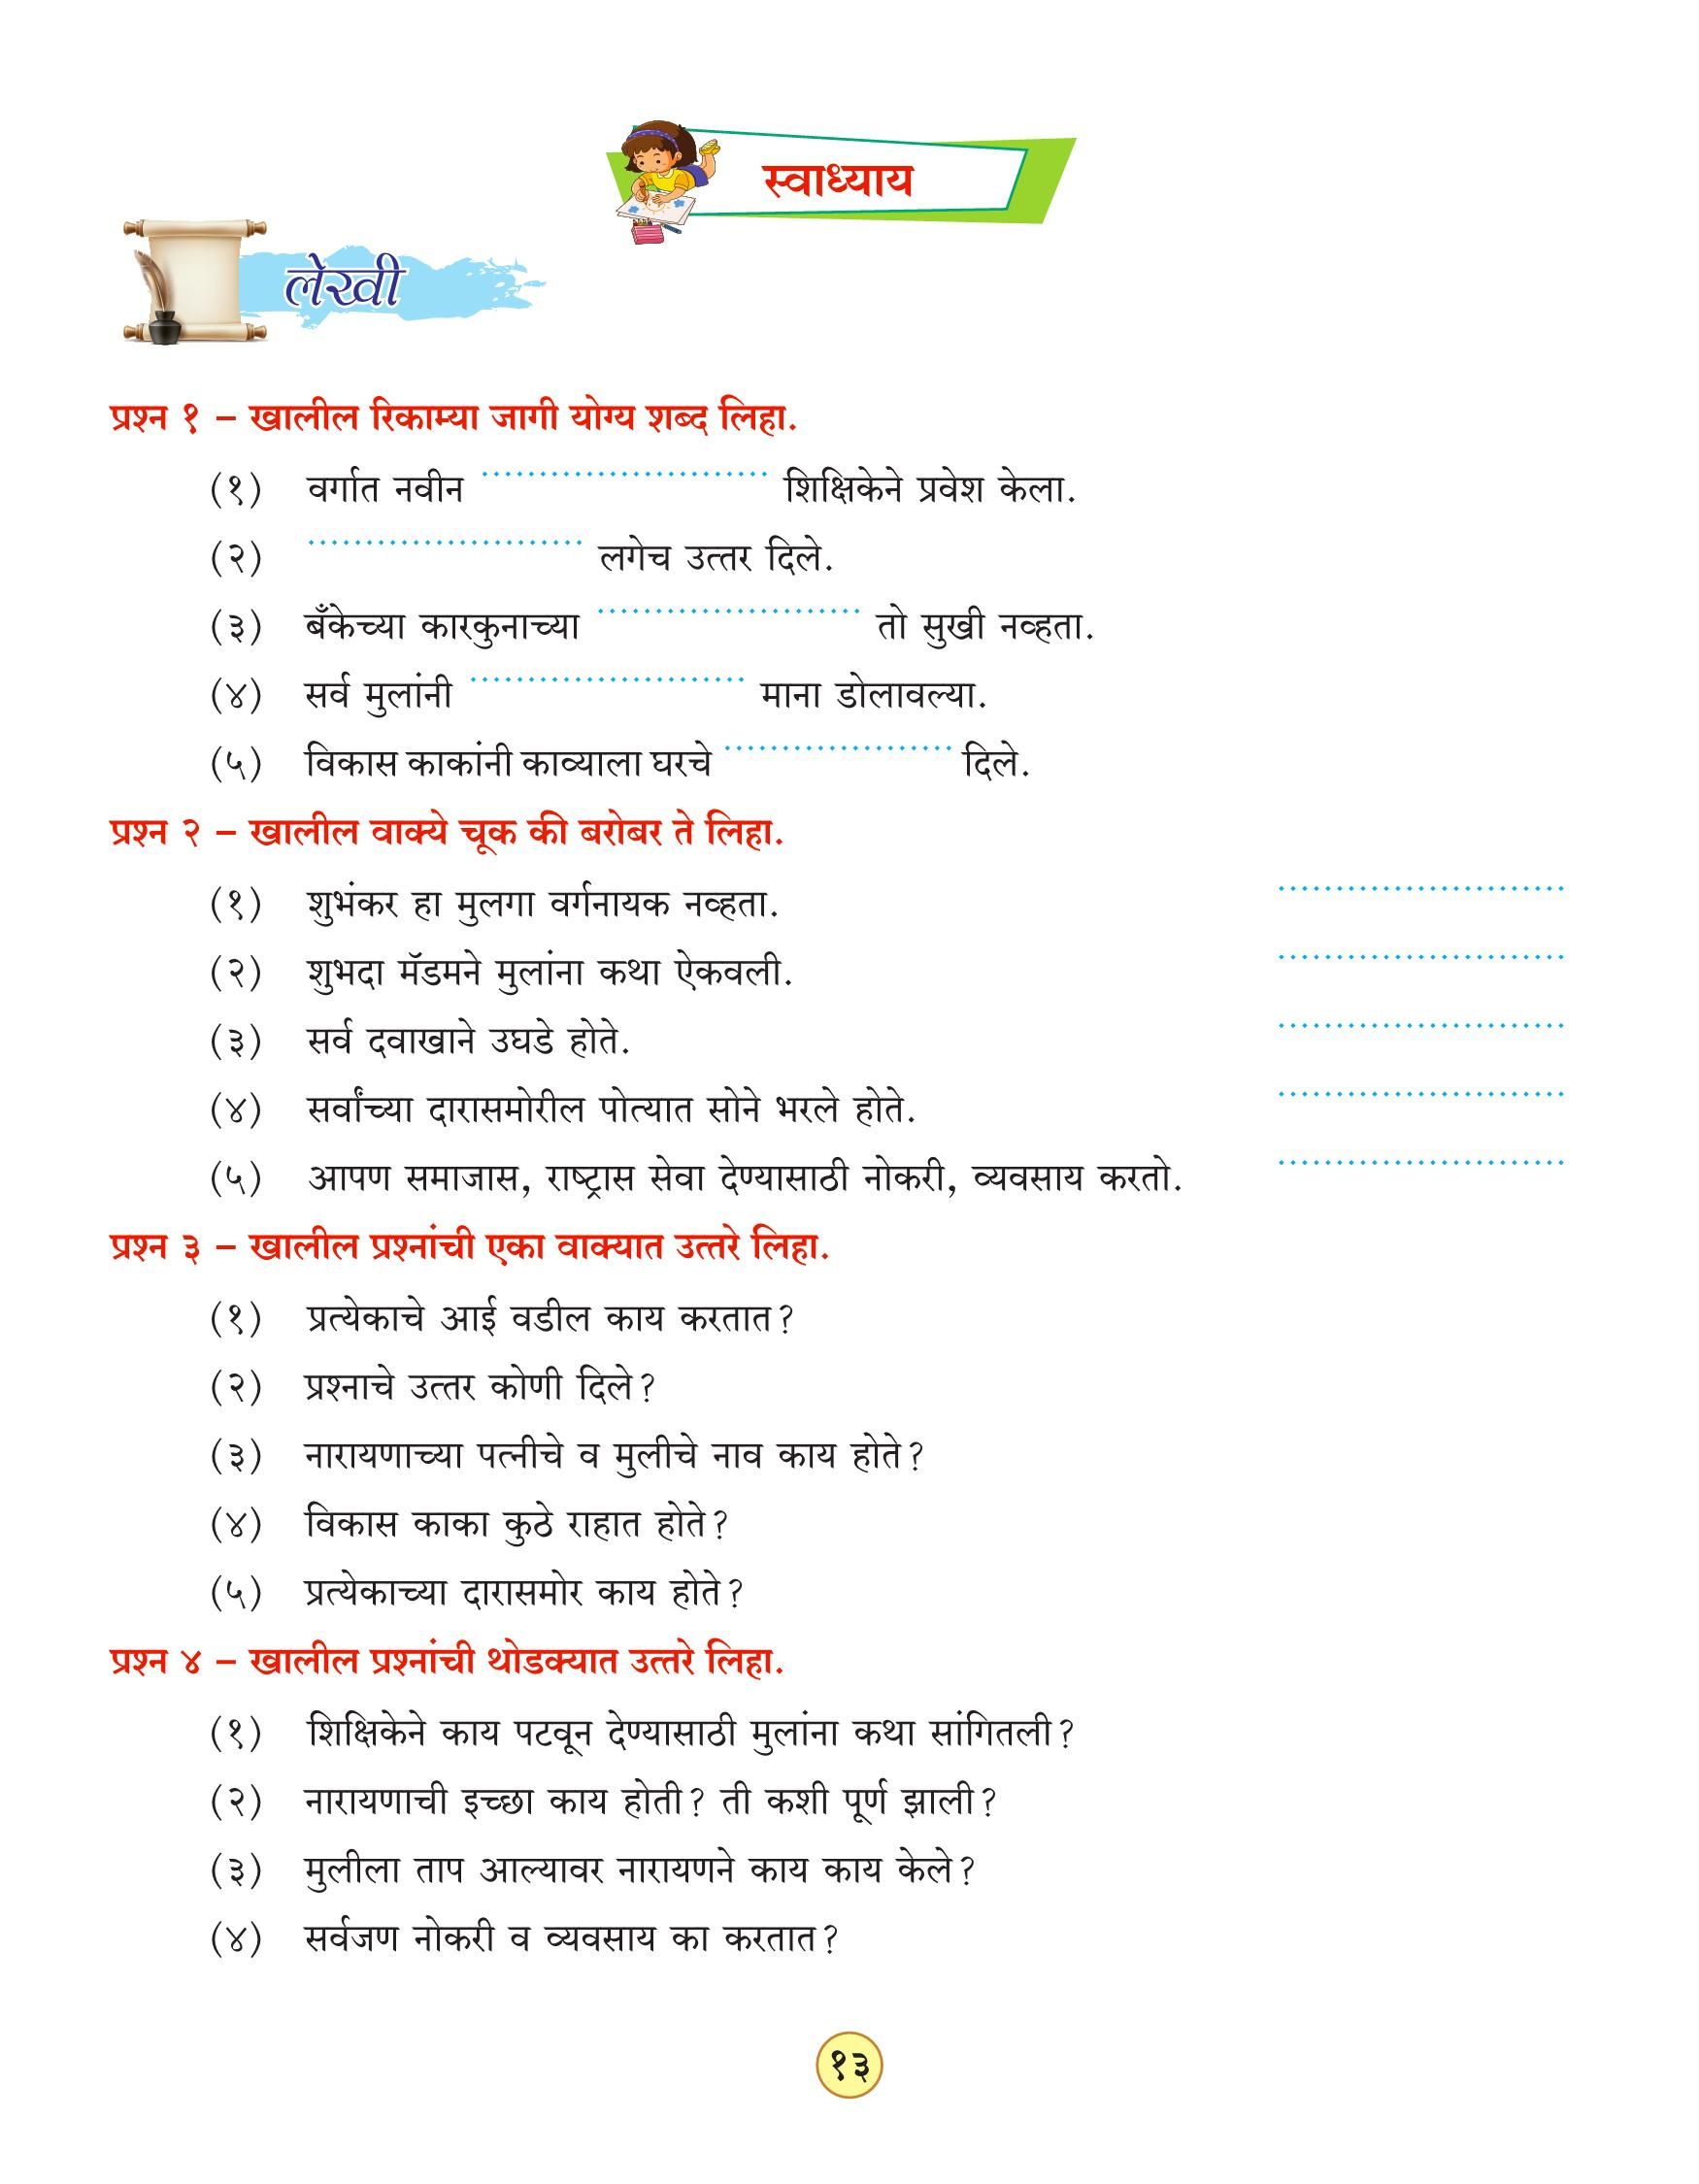 स्वाध्याय
लेखी
प्रश्न १ – खालील रिकाम्या जागी योग्य शब्द लिहा.
(१) वर्गात नवीन ························· शिक्षिकेने प्रवेश केला.
(२) ························ लगेच उत्तर दिले.
(३) बँकेच्या कारकुनाच्या ······················· तो सुखी नव्हता.
(४) सर्व मुलांनी ························ माना डोलावल्या.
(५) विकास काकांनी काव्याला घरचे ···················· दिले.
प्रश्न २ – खालील वाक्ये चूक की बरोबर ते लिहा.
(१) शुभंकर हा मुलगा वर्गनायक नव्हता. ·························
(२) शुभदा मॅडमने मुलांना कथा ऐकवली. ·························
(३) सर्व दवाखाने उघडे होते. ·························
(४) सर्वांच्या दारासमोरील पोत्यात सोने भरले होते. ·························
(५) आपण समाजास, राष्ट्रास सेवा देण्यासाठी नोकरी, व्यवसाय करतो. ·························
प्रश्न ३ – खालील प्रश्नांची एका वाक्यात उत्तरे लिहा.
(१) प्रत्येकाचे आई वडील काय करतात?
(२) प्रश्नाचे उत्तर कोणी दिले?
(३) नारायणाच्या पत्नीचे व मुलीचे नाव काय होते?
(४) विकास काका कुठे राहात होते?
(५) प्रत्येकाच्या दारासमोर काय होते?
प्रश्न ४ – खालील प्रश्नांची थोडक्यात उत्तरे लिहा.
(१) शिक्षिकेने काय पटवून देण्यासाठी मुलांना कथा सांगितली?
(२) नारायणाची इच्छा काय होती? ती कशी पूर्ण झाली?
(३) मुलीला ताप आल्यावर नारायणने काय काय केले?
(४) सर्वजण नोकरी व व्यवसाय का करतात?
१३